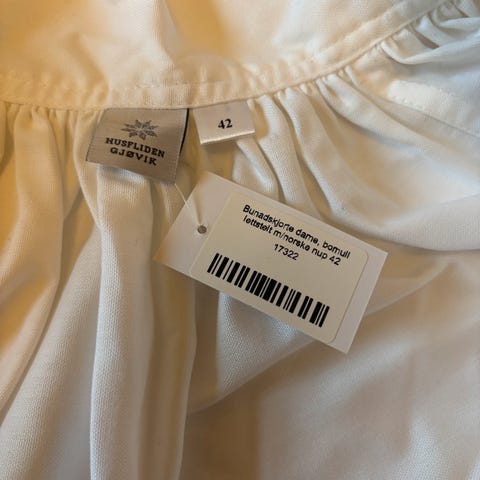 HUSFLIDEN
GJØVIK
42
Bunadskjorte dame, bomull
lettstelt m/norske nup 42
17322